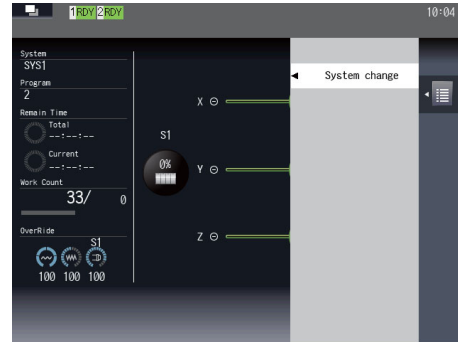 1RDY 2RDY
10:04
System
SYS1
Program
2
Remain Time
Total
--:--:--
Current
--:--:--
Work Count
33/ 0
OverRide
S1
100 100 100
S1
0%
X
Y
Z
System change